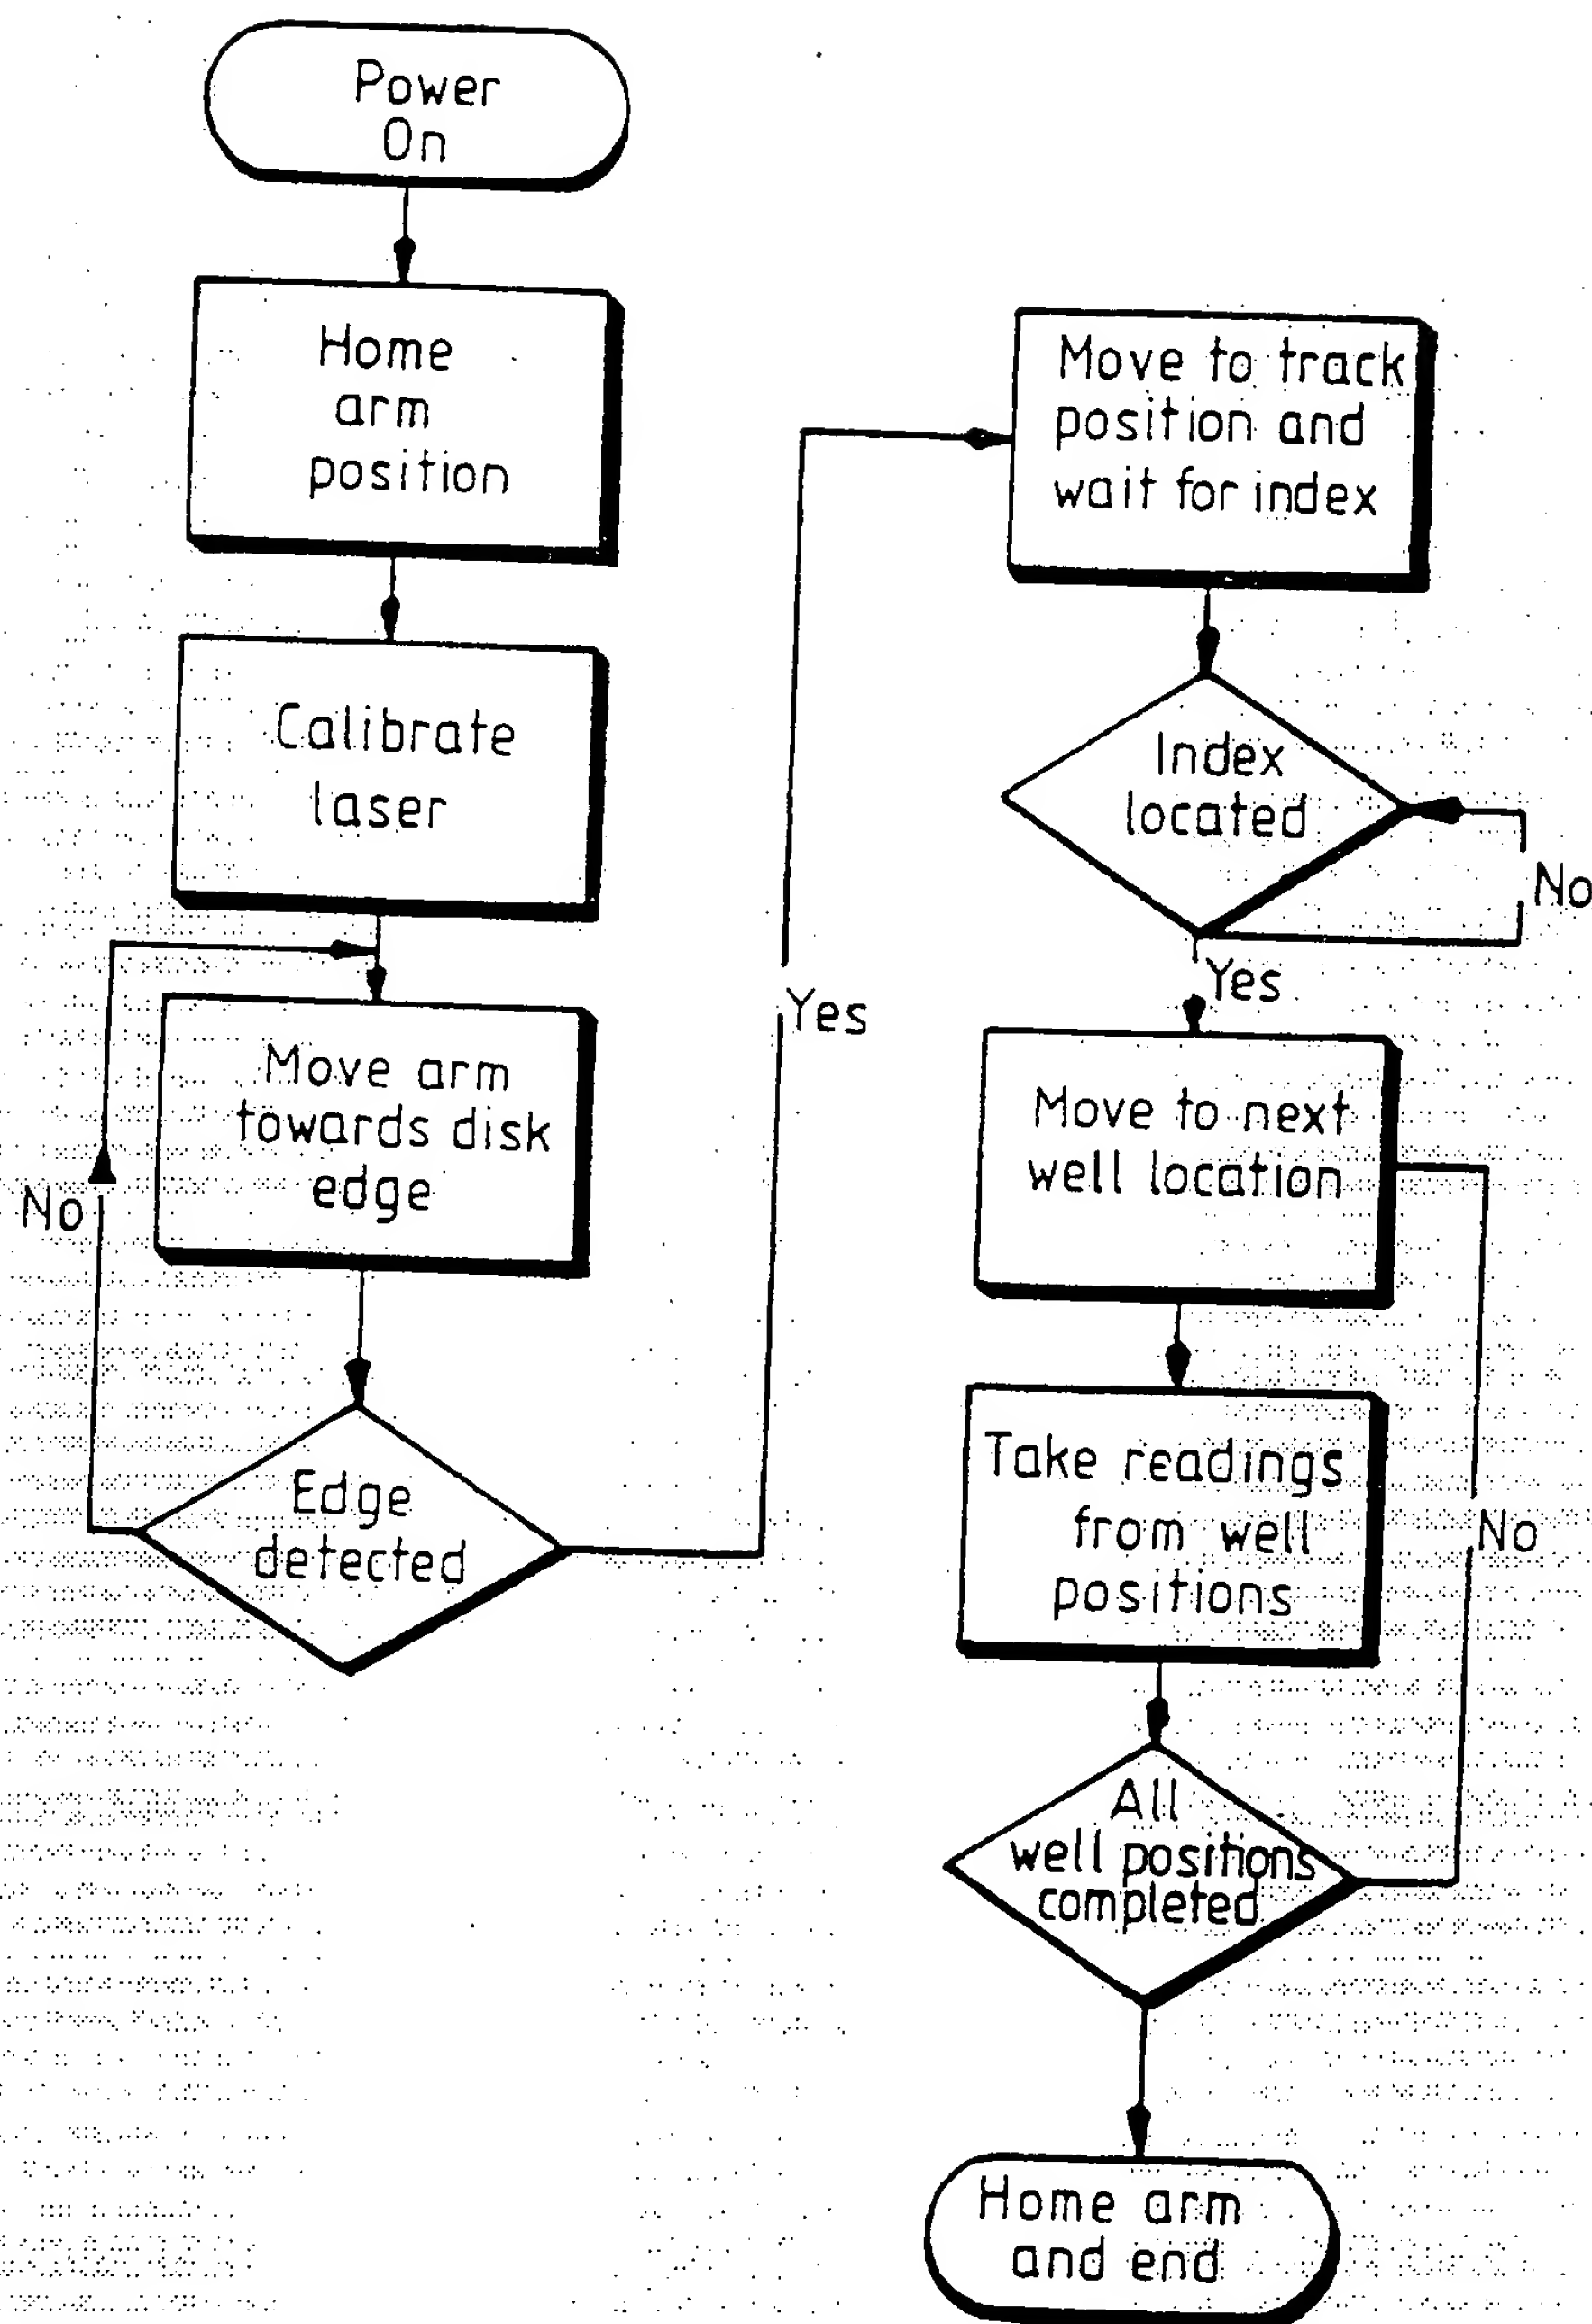 Power
On
Home
arm
position
Calibrate
laser
Move arm
towards disk
edge
No
Edge
detected
Yes
Move to track
position and
wait for index
Index
located
No
Yes
Move to next
well location
Take readings
from well
positions
No
All
well positions
completed
Home arm
and end